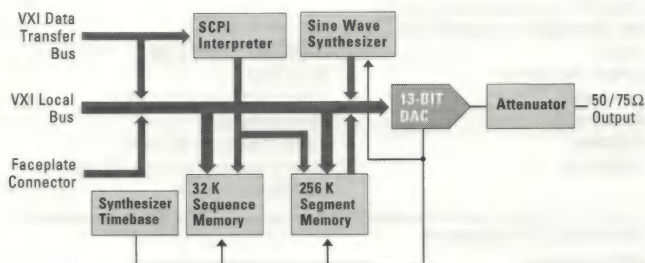 VXI Data
Transfer
Bus
SCPI
Interpreter
Sine Wave
Synthesizer
VXI Local
Bus
13-BIT
DAC
Attenuator
50/75Ω
Output
Faceplate
Connector
Synthesizer
Timebase
32 K
Sequence
Memory
256 K
Segment
Memory